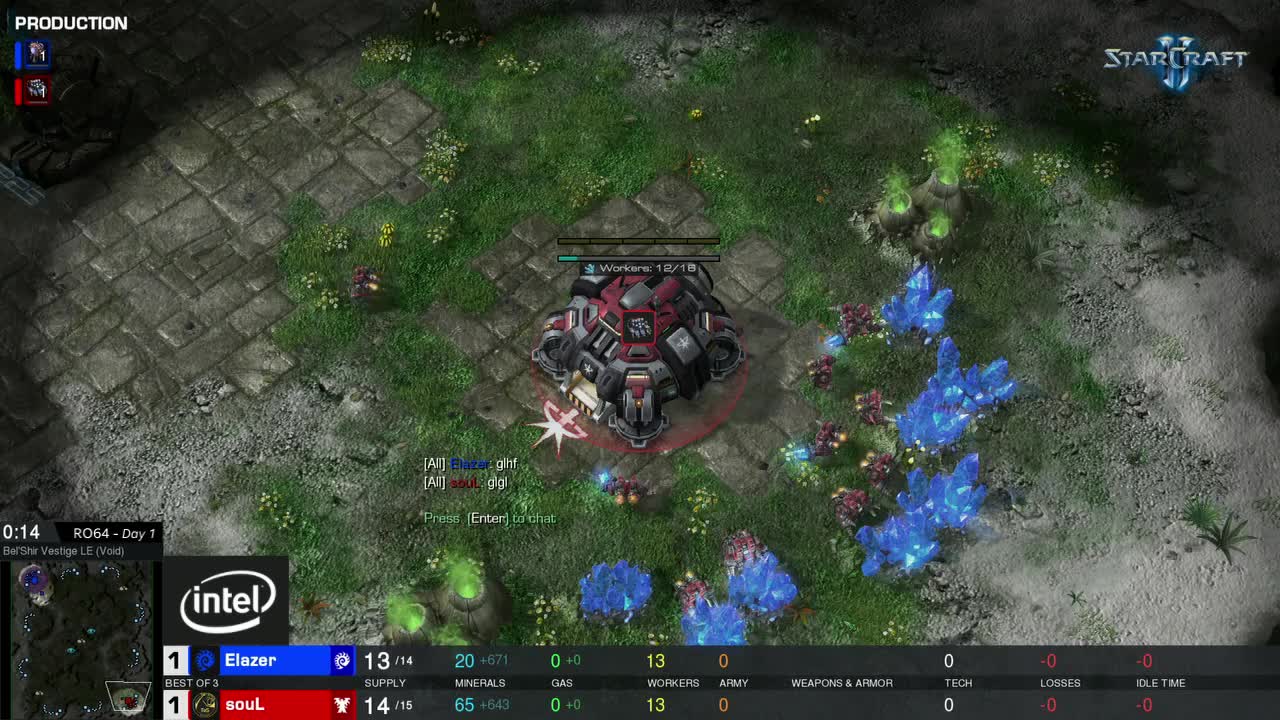 PRODUCTION
1
1
STARCRAFT
II
Workers: 12/16
[All] Elazer: glhf
[All] souL: glgl
Press [Enter] to chat
0:14 RO64 - Day 1
Bel'Shir Vestige LE (Void)
intel
1 Elazer 13 /14 20 +671 0 +0 13 0 0 -0 -0
BEST OF 3 SUPPLY MINERALS GAS WORKERS ARMY WEAPONS & ARMOR TECH LOSSES IDLE TIME
1 souL 14 /15 65 +643 0 +0 13 0 0 -0 -0